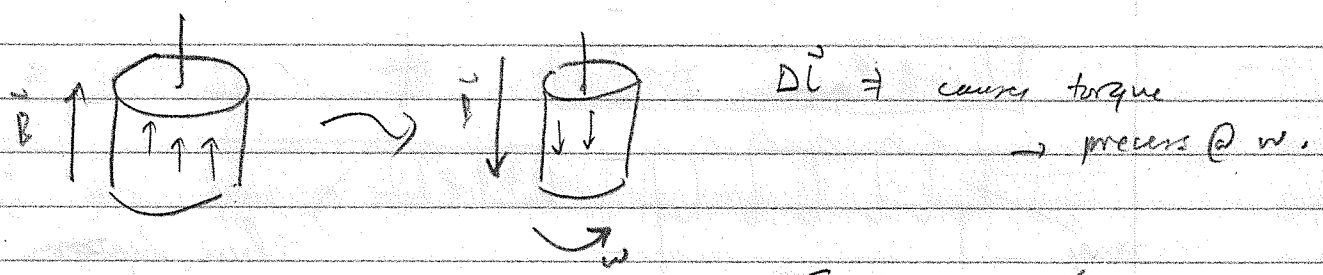 B⃗
B⃗
ΔL⃗ ⇒ causes torque
→ precess @ w.
w